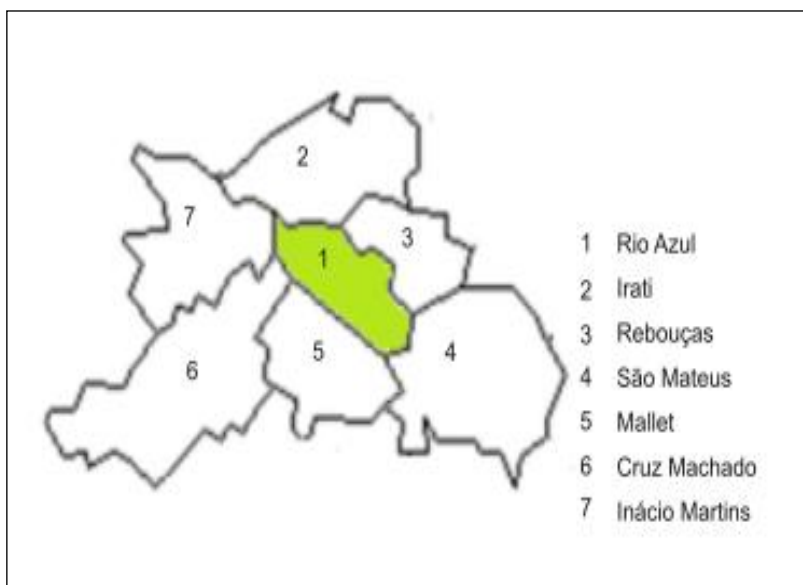 2
7
3
1
5
4
6
1 Rio Azul
2 Irati
3 Rebouças
4 São Mateus
5 Mallet
6 Cruz Machado
7 Inácio Martins